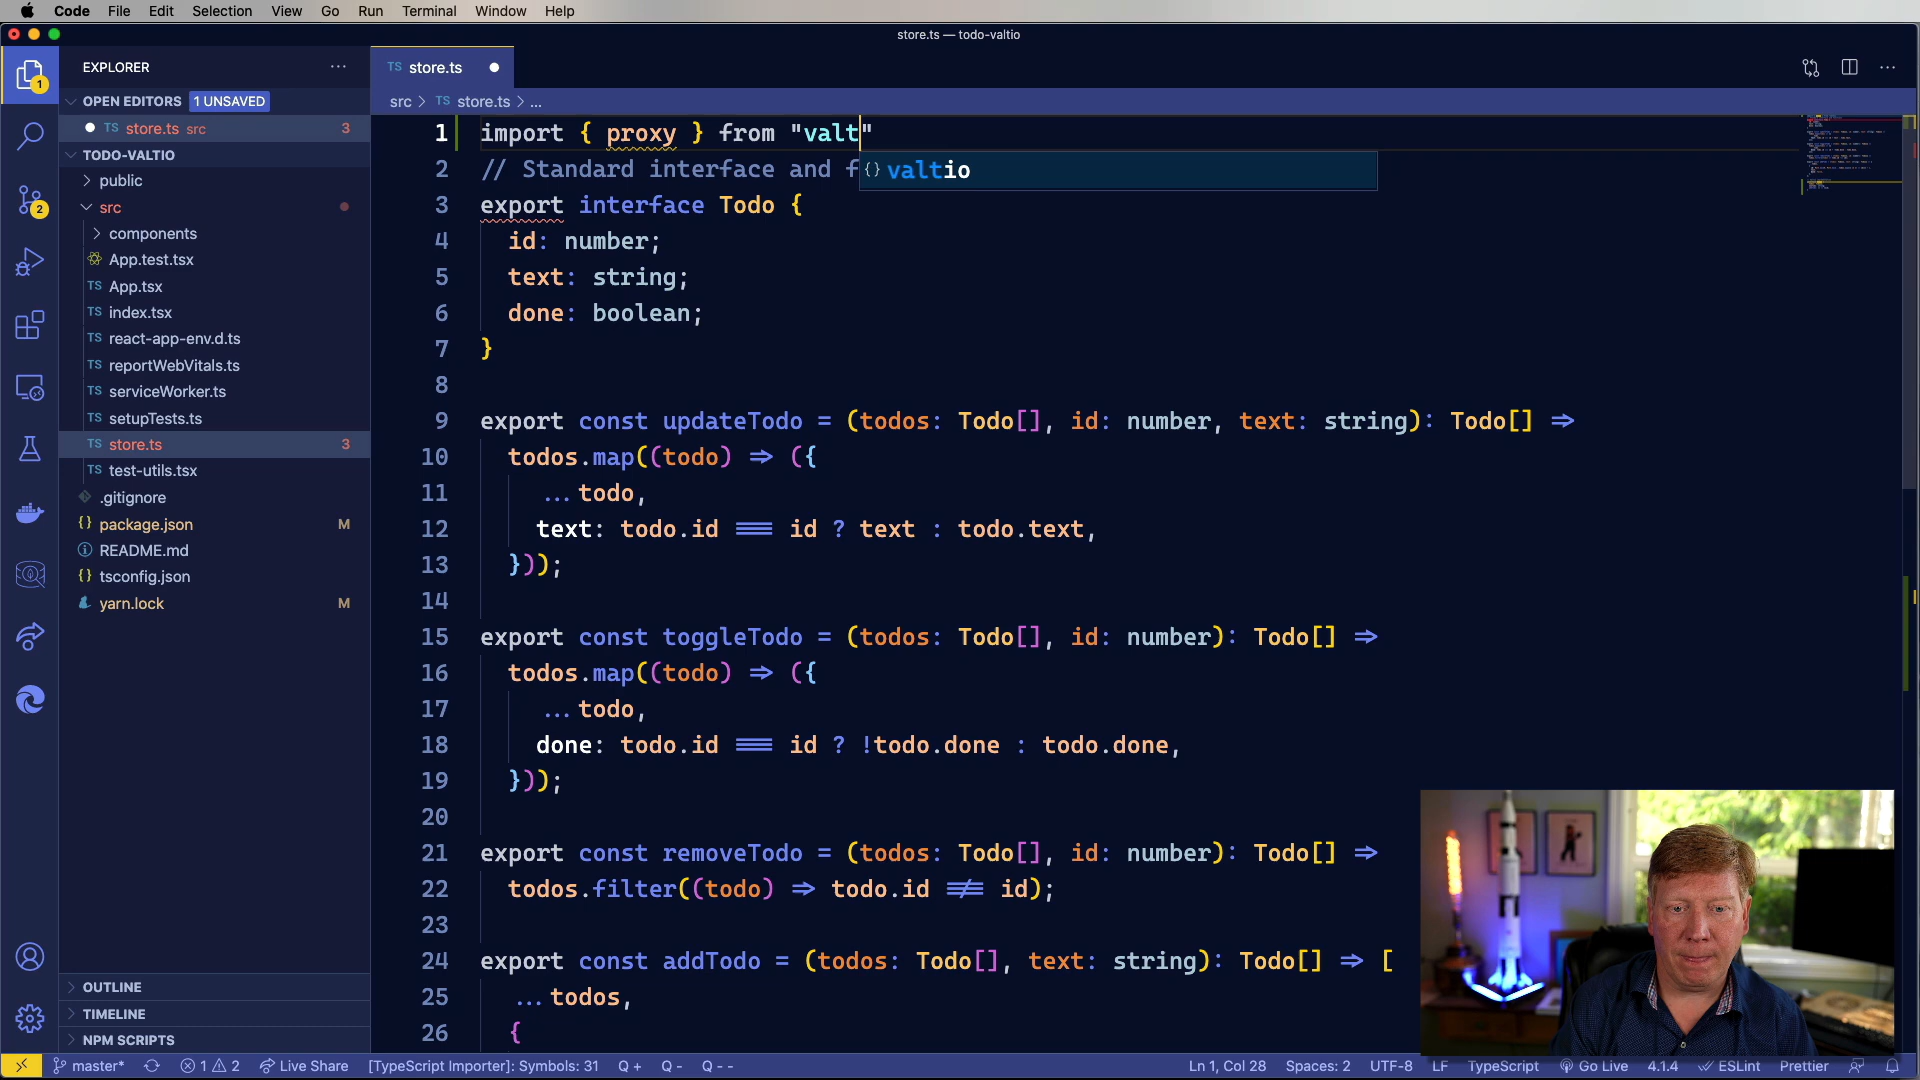 Code File Edit Selection View Go Run Terminal Window Help
store.ts — todo-valtio
EXPLORER
TS store.ts
OPEN EDITORS 1 UNSAVED
src > TS store.ts > ...
TS store.ts src 3
TODO-VALTIO
public
src
components
App.test.tsx
TS App.tsx
TS index.tsx
TS react-app-env.d.ts
TS reportWebVitals.ts
TS serviceWorker.ts
TS setupTests.ts
TS store.ts 3
TS test-utils.tsx
.gitignore
{} package.json M
README.md
{} tsconfig.json
yarn.lock M
OUTLINE
TIMELINE
NPM SCRIPTS
1
2
1 import { proxy } from "valt"
2 // Standard interface and f
{} valtio
3 export interface Todo {
4 id: number;
5 text: string;
6 done: boolean;
7 }
8
9 export const updateTodo = (todos: Todo[], id: number, text: string): Todo[] =>
10 todos.map((todo) => ({
11 ...todo,
12 text: todo.id === id ? text : todo.text,
13 }));
14
15 export const toggleTodo = (todos: Todo[], id: number): Todo[] =>
16 todos.map((todo) => ({
17 ...todo,
18 done: todo.id === id ? !todo.done : todo.done,
19 }));
20
21 export const removeTodo = (todos: Todo[], id: number): Todo[] =>
22 todos.filter((todo) => todo.id !== id);
23
24 export const addTodo = (todos: Todo[], text: string): Todo[] => [
25 ...todos,
26 {
master* 1 2 Live Share [TypeScript Importer]: Symbols: 31 Q + Q - Q - - Ln 1, Col 28 Spaces: 2 UTF-8 LF TypeScript Go Live 4.1.4 ESLint Prettier